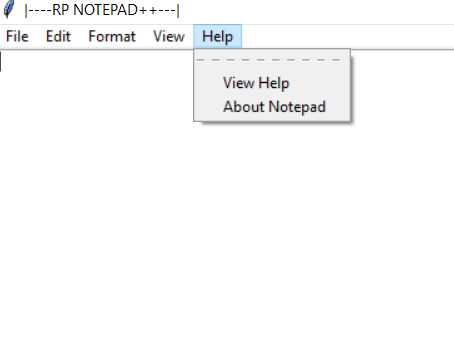 |----RP NOTEPAD++---|
File Edit Format View Help
View Help
About Notepad